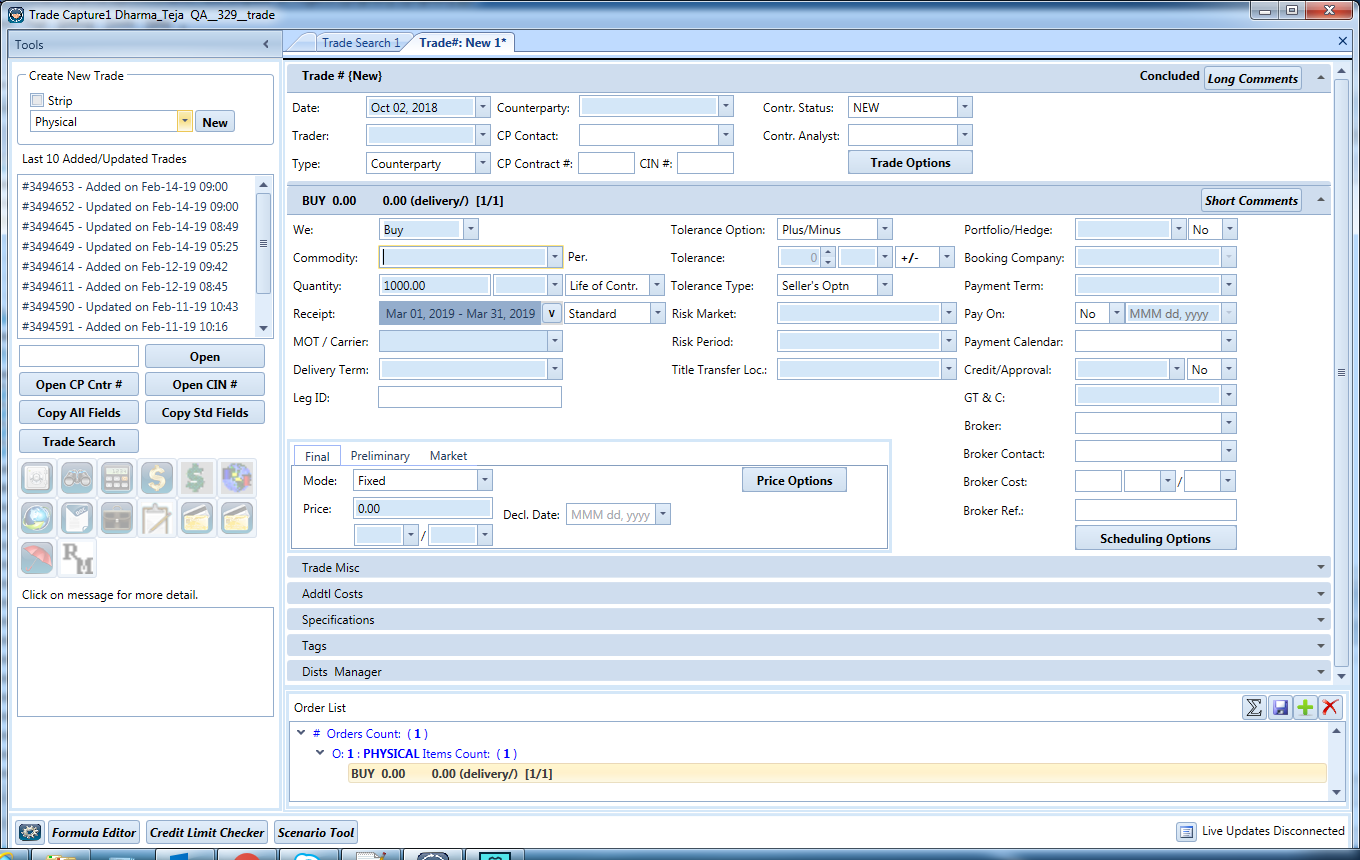 Trade Capture1 Dharma_Teja QA__329__trade
Tools
Create New Trade
Strip
Physical
New
Last 10 Added/Updated Trades
#3494653 - Added on Feb-14-19 09:00
#3494652 - Updated on Feb-14-19 09:00
#3494645 - Updated on Feb-14-19 08:49
#3494649 - Updated on Feb-14-19 05:25
#3494614 - Added on Feb-12-19 09:42
#3494611 - Added on Feb-12-19 08:45
#3494590 - Updated on Feb-11-19 10:43
#3494591 - Added on Feb-11-19 10:16
Open
Open CP Cntr # Open CIN #
Copy All Fields Copy Std Fields
Trade Search
RM
Click on message for more detail.
Trade Search 1 Trade#: New 1*
Trade # {New} Concluded Long Comments
Date: Oct 02, 2018 Counterparty: Contr. Status: NEW
Trader: CP Contact: Contr. Analyst:
Type: Counterparty CP Contract #: CIN #: Trade Options
BUY 0.00 0.00 (delivery/) [1/1] Short Comments
We: Buy Tolerance Option: Plus/Minus Portfolio/Hedge: No
Commodity: Per. Tolerance: 0 +/- Booking Company:
Quantity: 1000.00 Life of Contr. Tolerance Type: Seller's Optn Payment Term:
Receipt: Mar 01, 2019 - Mar 31, 2019 v Standard Risk Market: Pay On: No MMM dd, yyyy
MOT / Carrier: Risk Period: Payment Calendar:
Delivery Term: Title Transfer Loc.: Credit/Approval: No
Leg ID: GT & C:
Broker:
Broker Contact:
Broker Cost: /
Broker Ref.:
Scheduling Options
Final Preliminary Market
Mode: Fixed Price Options
Price: 0.00 Decl. Date: MMM dd, yyyy
/
Trade Misc
Addtl Costs
Specifications
Tags
Dists Manager
Order List
# Orders Count: ( 1 )
O: 1 : PHYSICAL Items Count: ( 1 )
BUY 0.00 0.00 (delivery/) [1/1]
Formula Editor Credit Limit Checker Scenario Tool Live Updates Disconnected